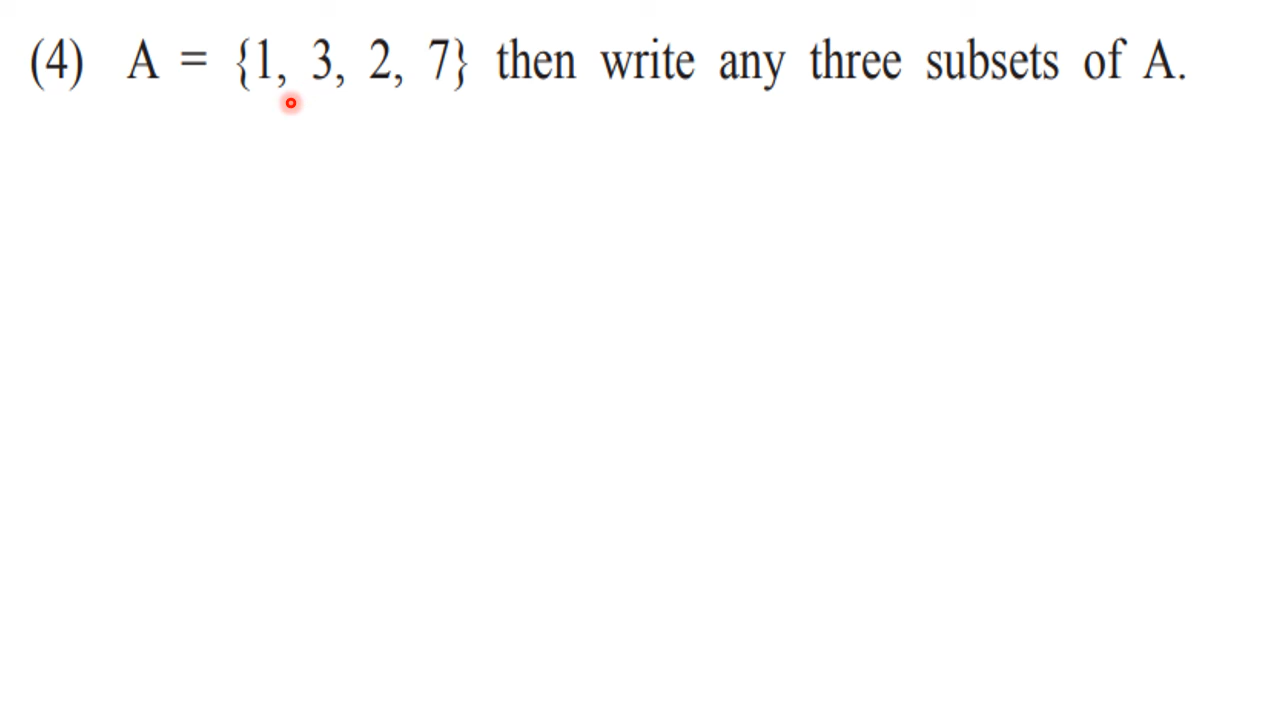 (4) A = {1, 3, 2, 7} then write any three subsets of A.